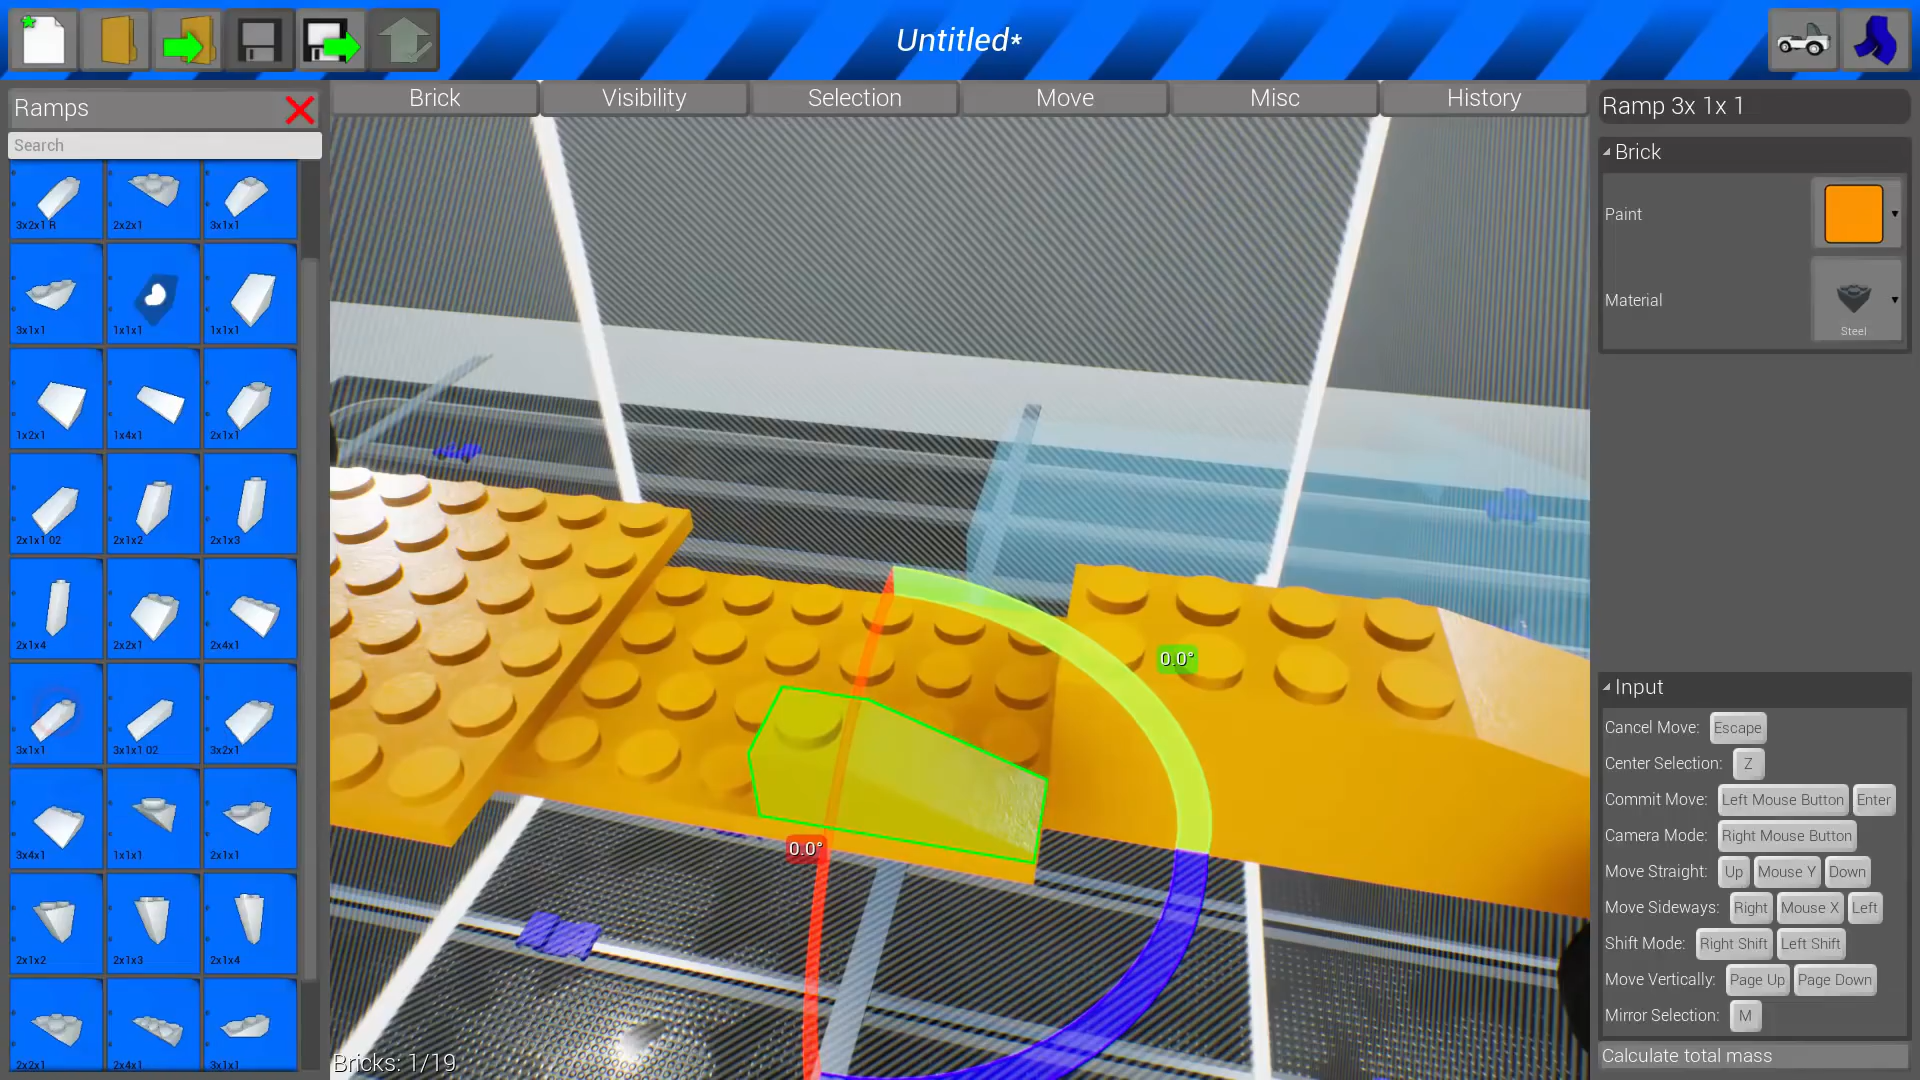 Untitled*
Ramps
Search
3x2x1 R
2x2x1
3x1x1
3x1x1
1x1x1
1x1x1
1x2x1
1x4x1
2x1x1
2x1x1 02
2x1x2
2x1x3
2x1x4
2x2x1
2x4x1
3x1x1
3x1x1 02
3x2x1
3x4x1
1x1x1
2x1x1
2x1x2
2x1x3
2x1x4
2x2x1
2x4x1
3x1x1
Brick
Visibility
Selection
Move
Misc
History
0.0°
0.0°
Bricks: 1/19
Ramp 3x 1x 1
Brick
Paint
Material
Steel
Input
Cancel Move: Escape
Center Selection: Z
Commit Move: Left Mouse Button Enter
Camera Mode: Right Mouse Button
Move Straight: Up Mouse Y Down
Move Sideways: Right Mouse X Left
Shift Mode: Right Shift Left Shift
Move Vertically: Page Up Page Down
Mirror Selection: M
Calculate total mass